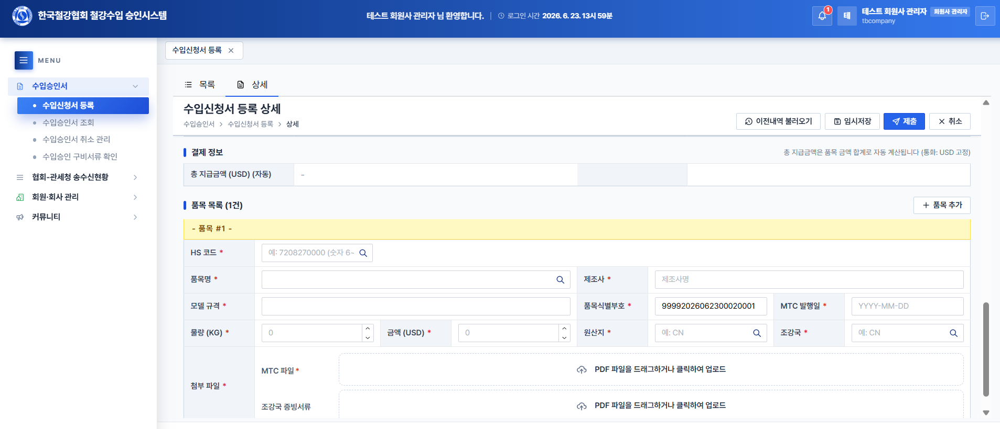 한국철강협회 철강수입 승인시스템
테스트 회원사 관리자 님 환영합니다. | 로그인 시간 2026. 6. 23. 13시 59분
1
테 테스트 회원사 관리자 회원사 관리자
tbcompany
MENU
수입승인서
수입신청서 등록
수입승인서 조회
수입승인서 취소 관리
수입승인 구비서류 확인
협회-관세청 송수신현황
회원·회사 관리
커뮤니티
수입신청서 등록
목록 상세
수입신청서 등록 상세
수입승인서 > 수입신청서 등록 > 상세
이전내역 불러오기 임시저장 제출 취소
결제 정보 총 지급금액은 품목 금액 합계로 자동 계산됩니다 (통화: USD 고정)
총 지급금액 (USD) (자동) -
품목 목록 (1건) + 품목 추가
- 품목 #1 -
HS 코드 * 예: 7208270000 (숫자 6~
품목명 * 제조사 * 제조사명
모델 규격 * 품목식별부호 * 99992026062300020001 MTC 발행일 * YYYY-MM-DD
물량 (KG) * 0 금액 (USD) * 0 원산지 * 예: CN 조강국 * 예: CN
첨부 파일 *
MTC 파일 * PDF 파일을 드래그하거나 클릭하여 업로드
조강국 증빙서류 PDF 파일을 드래그하거나 클릭하여 업로드